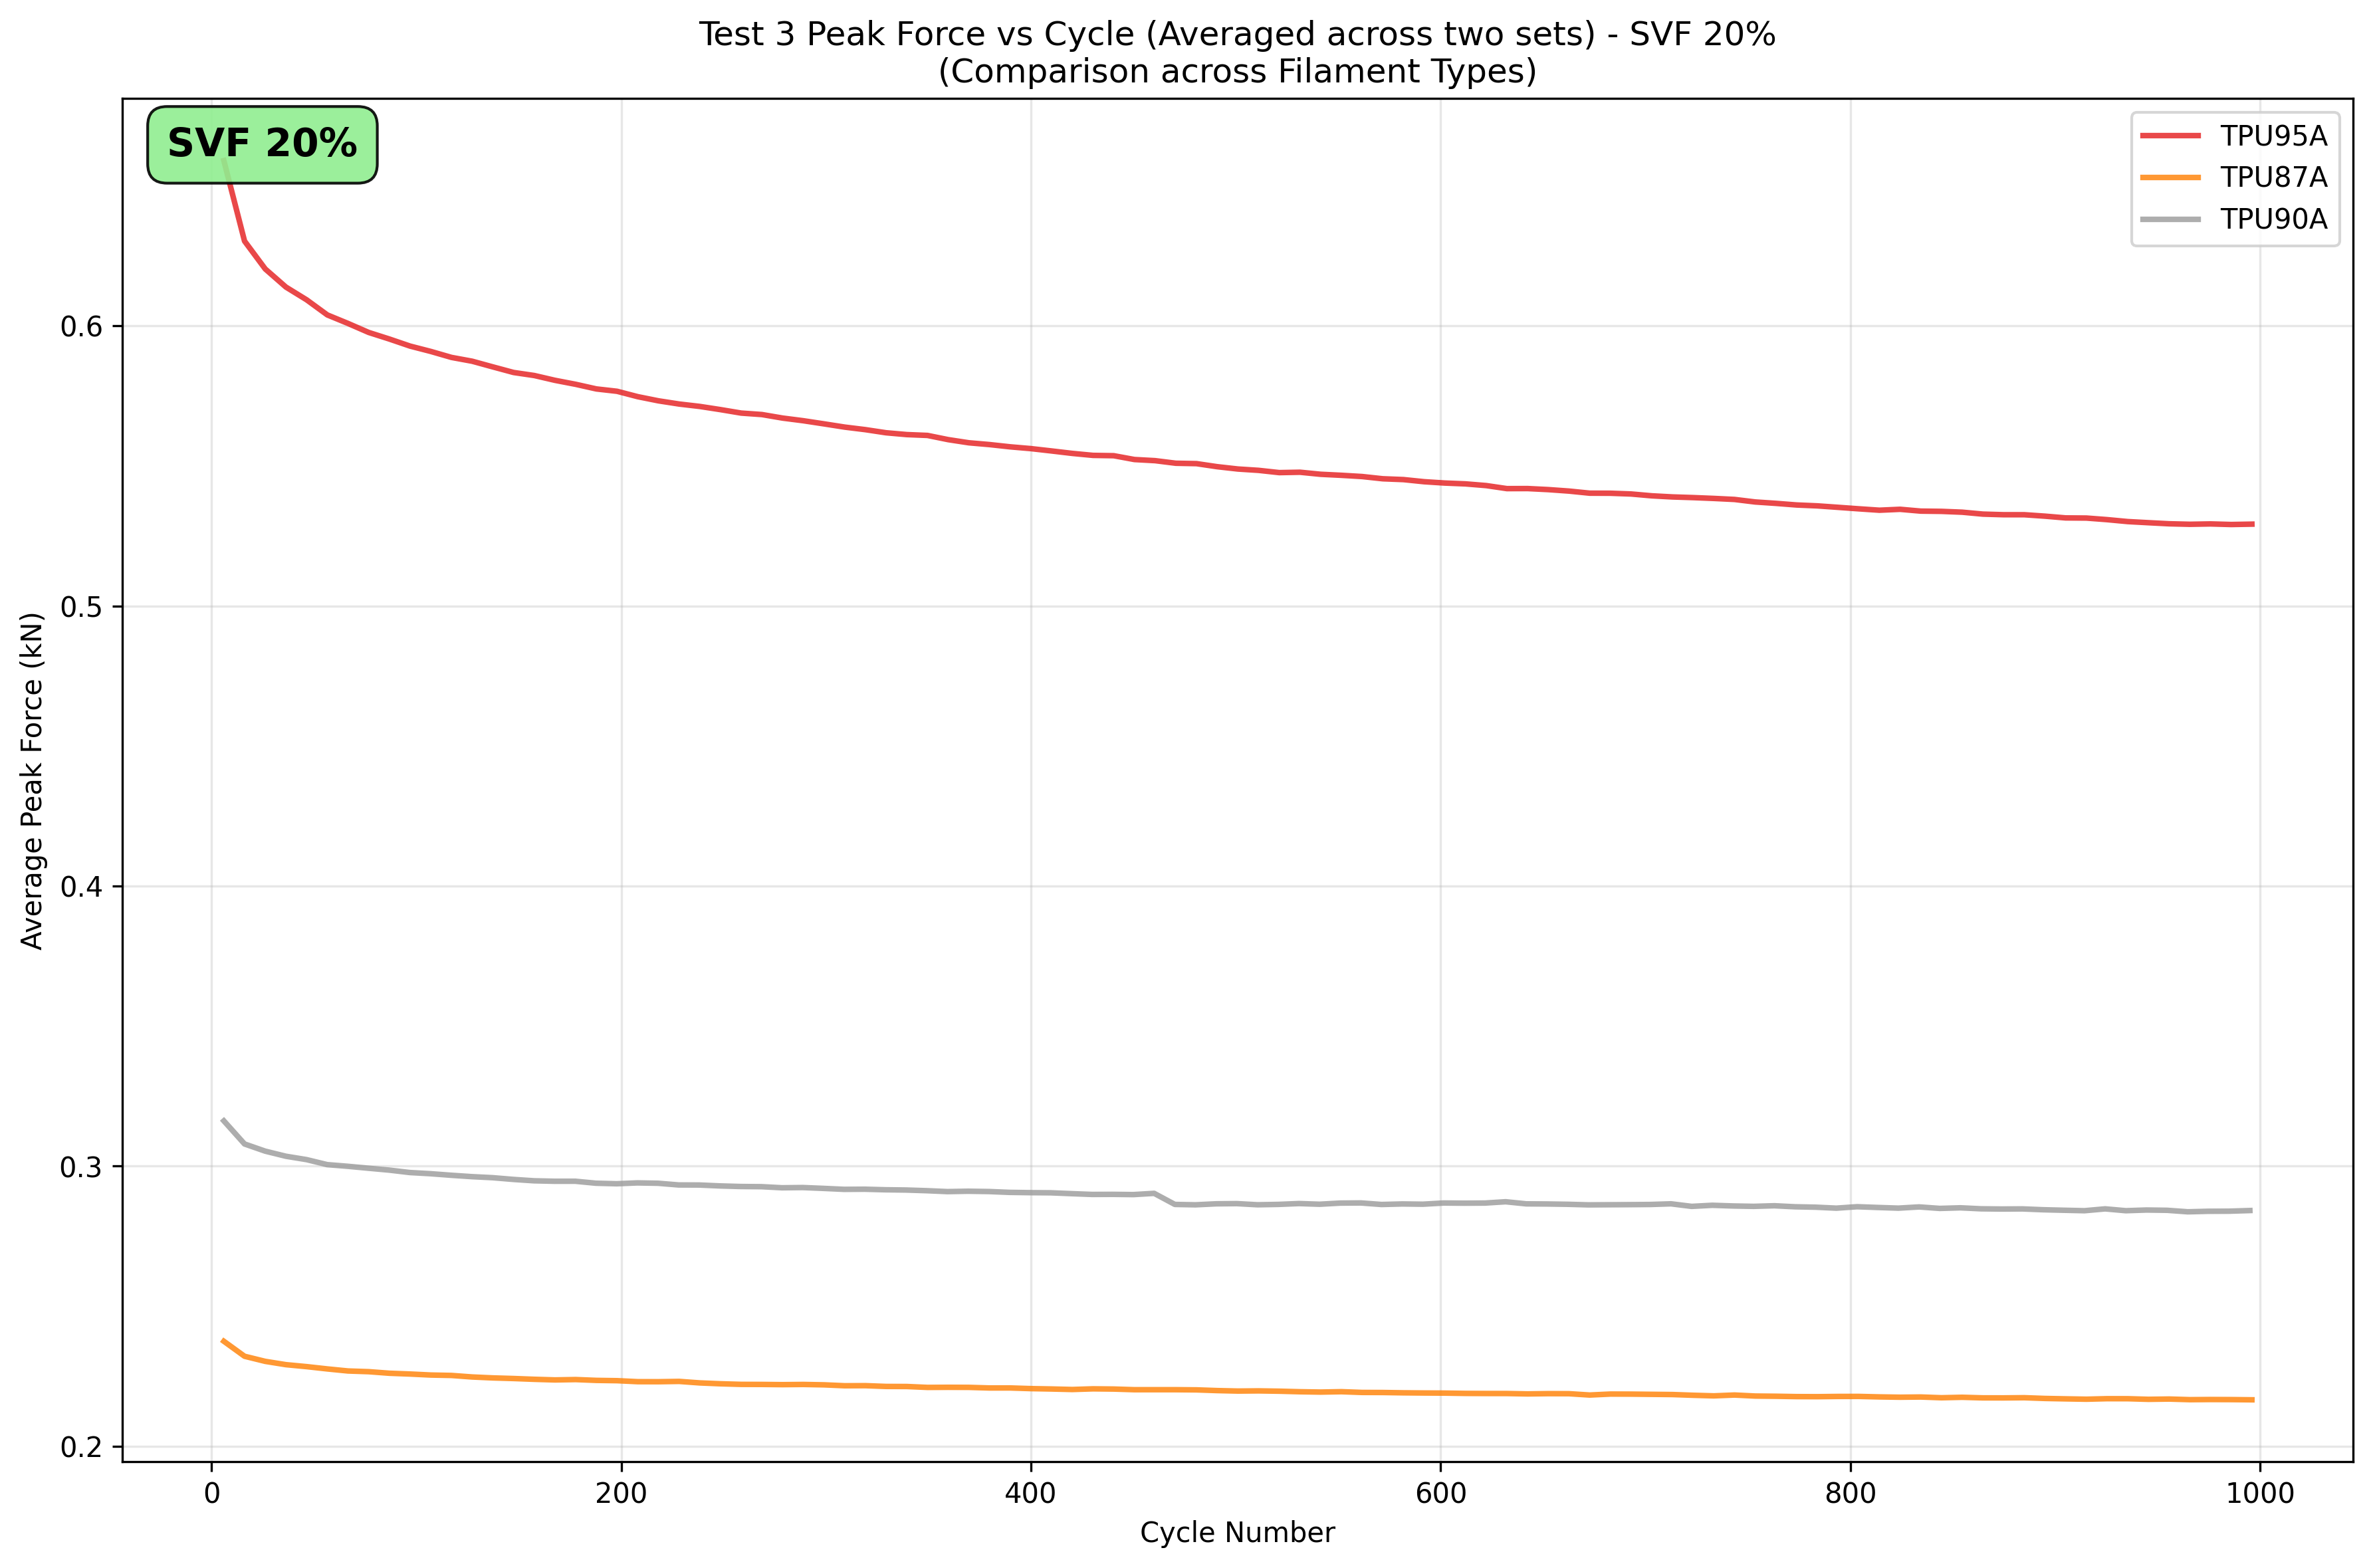 Test 3 Peak Force vs Cycle (Averaged across two sets) - SVF 20%
(Comparison across Filament Types)
SVF 20%
TPU95A
TPU87A
TPU90A
Average Peak Force (kN)
0.6
0.5
0.4
0.3
0.2
0
200
400
600
800
1000
Cycle Number